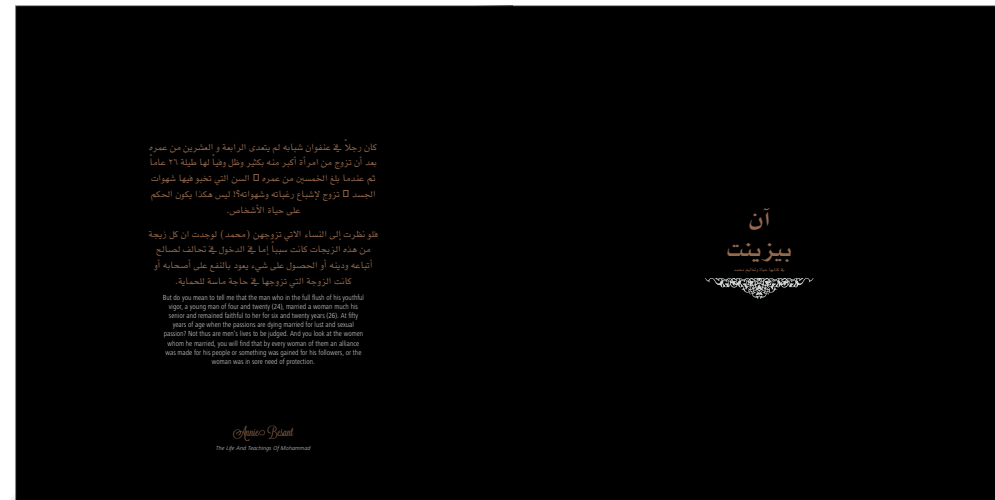 كان رجلاً في عنفوان شبابه لم يتعدى الرابعة و العشرين من عمره
بعد أن تزوج من امرأة أكبر منه بكثير وظل وفياً لها طيلة ٢٦ عاماً
ثم عندما بلغ الخمسين من عمره □ السن التي تخبو فيها شهوات
الجسد □ تزوج لإشباع رغباته وشهواته؟! ليس هكذا يكون الحكم
على حياة الأشخاص.
فلو نظرت إلى النساء الاتي تزوجهن (محمد) لوجدت ان كل زيجة
من هذه الزيجات كانت سبباً إما في الدخول في تحالف لصالح
أتباعه ودينه أو الحصول على شيء يعود بالنفع على أصحابه أو
كانت الزوجة التي تزوجها في حاجة ماسة للحماية.
But do you mean to tell me that the man who in the full flush of his youthful
vigor, a young man of four and twenty (24), married a woman much his
senior and remained faithful to her for six and twenty years (26). At fifty
years of age when the passions are dying married for lust and sexual
passion? Not thus are men's lives to be judged. And you look at the women
whom he married, you will find that by every woman of them an alliance
was made for his people or something was gained for his followers, or the
woman was in sore need of protection.
Annie Besant
The Life And Teachings Of Mohammad
آن
بيزينت
في كتابها: حياة وتعاليم محمد